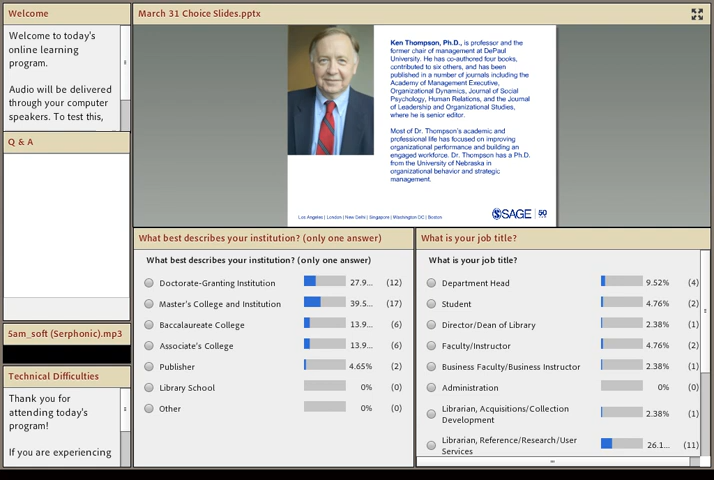 Welcome
Welcome to today's
online learning
program.
Audio will be delivered
through your computer
speakers. To test this,
Q & A
5am_soft (Serphonic).mp3
Technical Difficulties
Thank you for
attending today's
program!
If you are experiencing
March 31 Choice Slides.pptx
Ken Thompson, Ph.D., is professor and the
former chair of management at DePaul
University. He has co-authored four books,
contributed to six others, and has been
published in a number of journals including the
Academy of Management Executive,
Organizational Dynamics, Journal of Social
Psychology, Human Relations, and the Journal
of Leadership and Organizational Studies,
where he is senior editor.
Most of Dr. Thompson's academic and
professional life has focused on improving
organizational performance and building an
engaged workforce. Dr. Thompson has a Ph.D.
from the University of Nebraska in
organizational behavior and strategic
management.
Los Angeles | London | New Delhi | Singapore | Washington DC | Boston
SAGE 50
What best describes your institution? (only one answer)
What best describes your institution? (only one answer)
Doctorate-Granting Institution 27.9... (12)
Master's College and Institution 39.5... (17)
Baccalaureate College 13.9... (6)
Associate's College 13.9... (6)
Publisher 4.65% (2)
Library School 0% (0)
Other 0% (0)
What is your job title?
What is your job title?
Department Head 9.52% (4)
Student 4.76% (2)
Director/Dean of Library 2.38% (1)
Faculty/Instructor 4.76% (2)
Business Faculty/Business Instructor 2.38% (1)
Administration 0% (0)
Librarian, Acquisitions/Collection
Development 2.38% (1)
Librarian, Reference/Research/User
Services 26.1... (11)